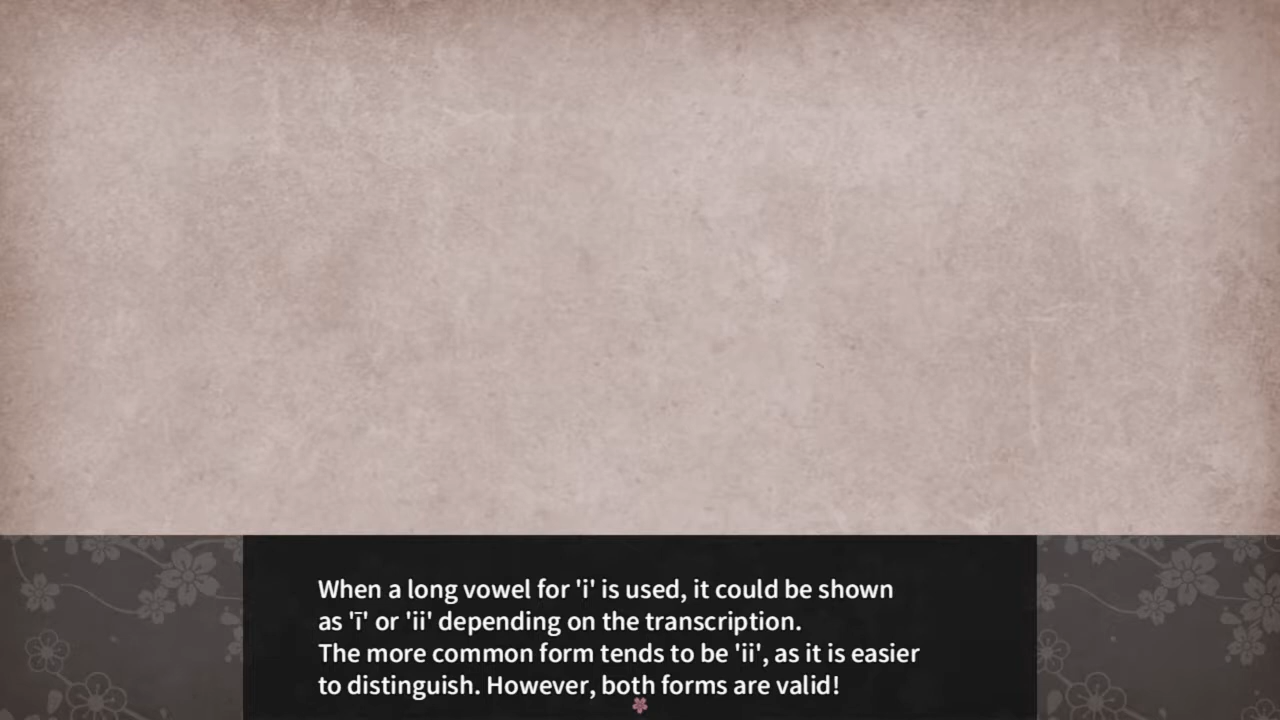 When a long vowel for 'i' is used, it could be shown
as 'ī' or 'ii' depending on the transcription.
The more common form tends to be 'ii', as it is easier
to distinguish. However, both forms are valid!